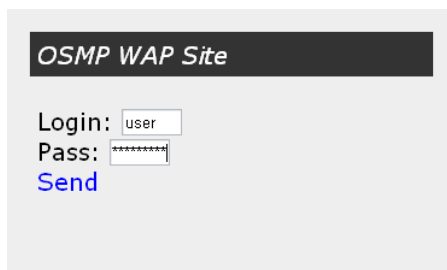 OSMP WAP Site
Login: user
Pass: *********
Send